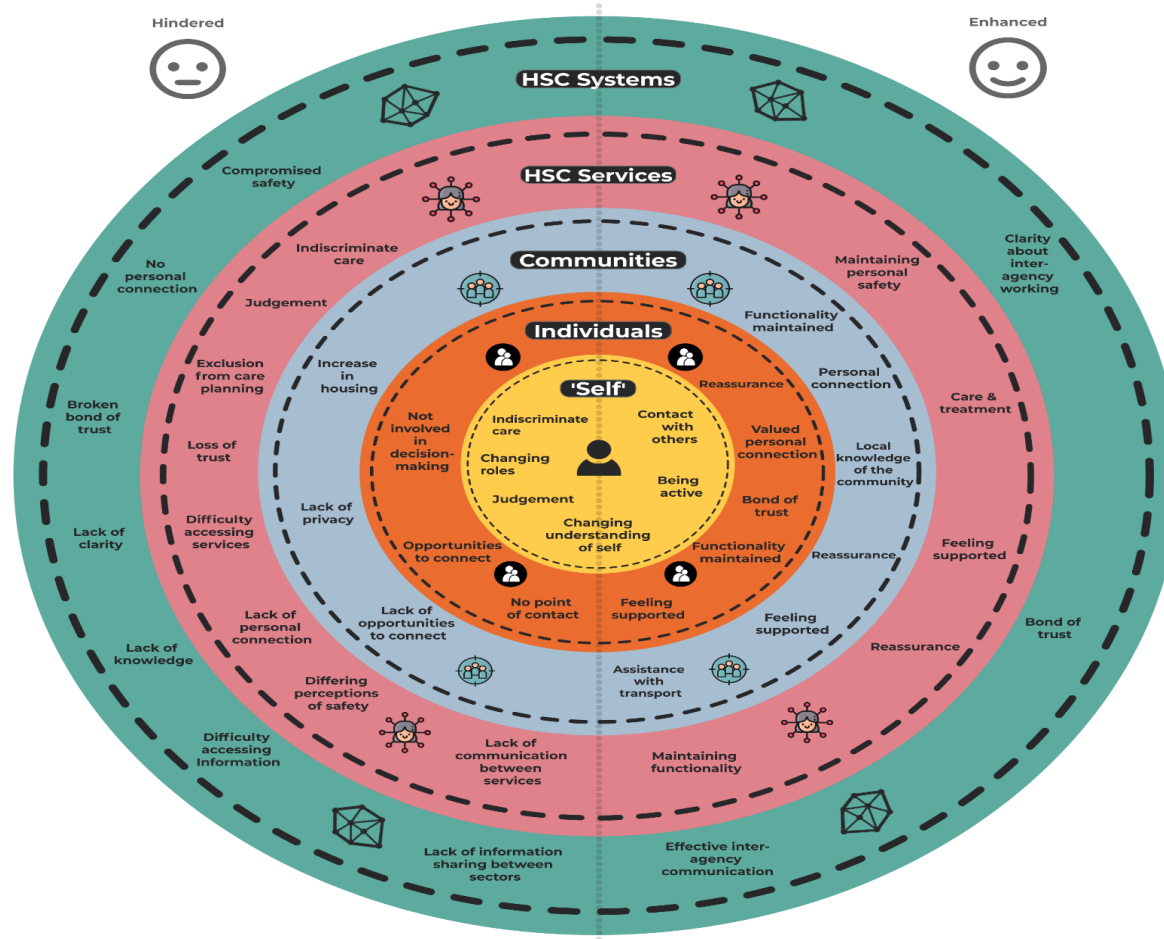 Hindered
Enhanced
HSC Systems
Compromised
safety
No
personal
connection
Broken
bond of
trust
Lack of
clarity
Lack of
knowledge
Difficulty
accessing
Information
Lack of information
sharing between
sectors
Clarity
about
inter-
agency
working
Bond of
trust
Effective inter-
agency
communication
HSC Services
Indiscriminate
care
Judgement
Exclusion
from care
planning
Loss of
trust
Difficulty
accessing
services
Lack of
personal
connection
Differing
perceptions
of safety
Lack of
communication
between
services
Maintaining
personal
safety
Care &
treatment
Feeling
supported
Reassurance
Maintaining
functionality
Communities
Increase
in
housing
Lack of
privacy
Lack of
opportunities
to connect
Functionality
maintained
Personal
connection
Local
knowledge
of the
community
Reassurance
Feeling
supported
Assistance
with
transport
Individuals
Not
involved
in
decision-
making
Opportunities
to connect
No point
of contact
Reassurance
Valued
personal
connection
Bond of
trust
Functionality
maintained
Feeling
supported
'Self'
Indiscriminate
care
Changing
roles
Judgement
Changing
understanding
of self
Contact
with
others
Being
active